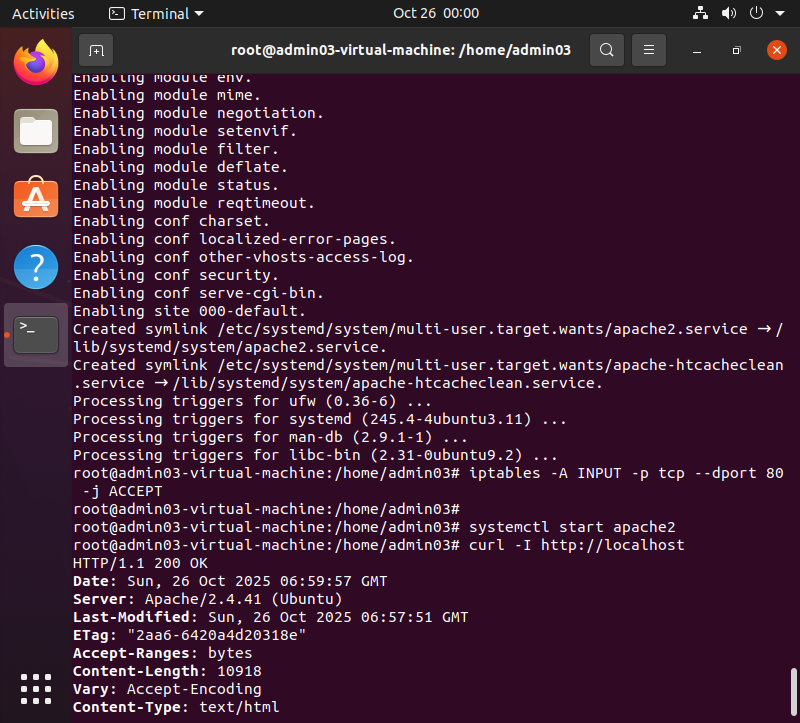 Activities
Terminal
Oct 26 00:00
root@admin03-virtual-machine: /home/admin03
Enabling module env.
Enabling module mime.
Enabling module negotiation.
Enabling module setenvif.
Enabling module filter.
Enabling module deflate.
Enabling module status.
Enabling module reqtimeout.
Enabling conf charset.
Enabling conf localized-error-pages.
Enabling conf other-vhosts-access-log.
Enabling conf security.
Enabling conf serve-cgi-bin.
Enabling site 000-default.
Created symlink /etc/systemd/system/multi-user.target.wants/apache2.service → /
lib/systemd/system/apache2.service.
Created symlink /etc/systemd/system/multi-user.target.wants/apache-htcacheclean
.service → /lib/systemd/system/apache-htcacheclean.service.
Processing triggers for ufw (0.36-6) ...
Processing triggers for systemd (245.4-4ubuntu3.11) ...
Processing triggers for man-db (2.9.1-1) ...
Processing triggers for libc-bin (2.31-0ubuntu9.2) ...
root@admin03-virtual-machine:/home/admin03# iptables -A INPUT -p tcp --dport 80
 -j ACCEPT
root@admin03-virtual-machine:/home/admin03#
root@admin03-virtual-machine:/home/admin03# systemctl start apache2
root@admin03-virtual-machine:/home/admin03# curl -I http://localhost
HTTP/1.1 200 OK
Date: Sun, 26 Oct 2025 06:59:57 GMT
Server: Apache/2.4.41 (Ubuntu)
Last-Modified: Sun, 26 Oct 2025 06:57:51 GMT
ETag: "2aa6-6420a4d20318e"
Accept-Ranges: bytes
Content-Length: 10918
Vary: Accept-Encoding
Content-Type: text/html